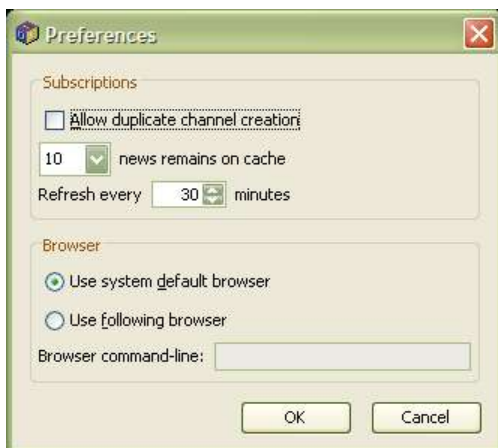 Preferences
Subscriptions
Allow duplicate channel creation
10 news remains on cache
Refresh every 30 minutes
Browser
Use system default browser
Use following browser
Browser command-line:
OK Cancel